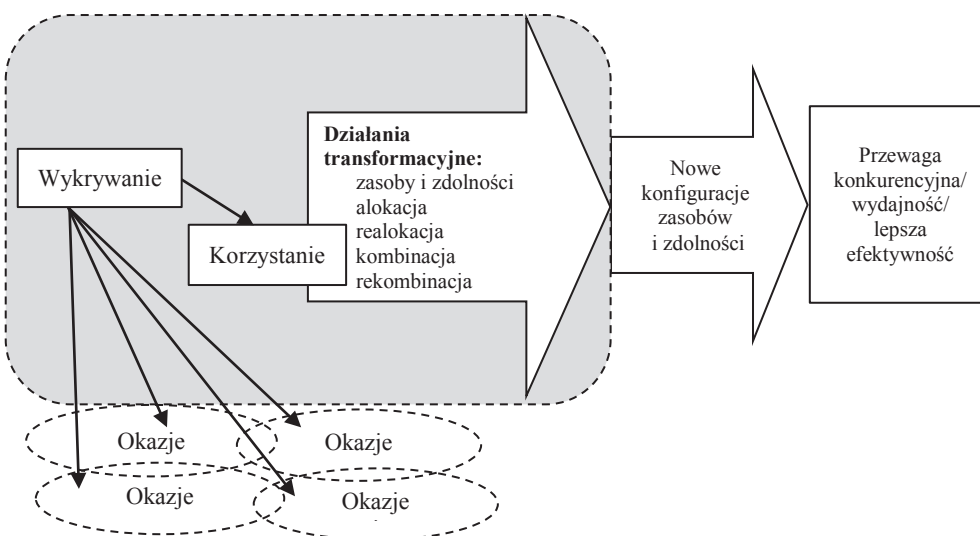 Wykrywanie
Korzystanie
Działania
transformacyjne:
zasoby i zdolności
alokacja
realokacja
kombinacja
rekombinacja
Nowe
konfiguracje
zasobów
i zdolności
Przewaga
konkurencyjna/
wydajność/
lepsza
efektywność
Okazje
Okazje
Okazje
Okazje